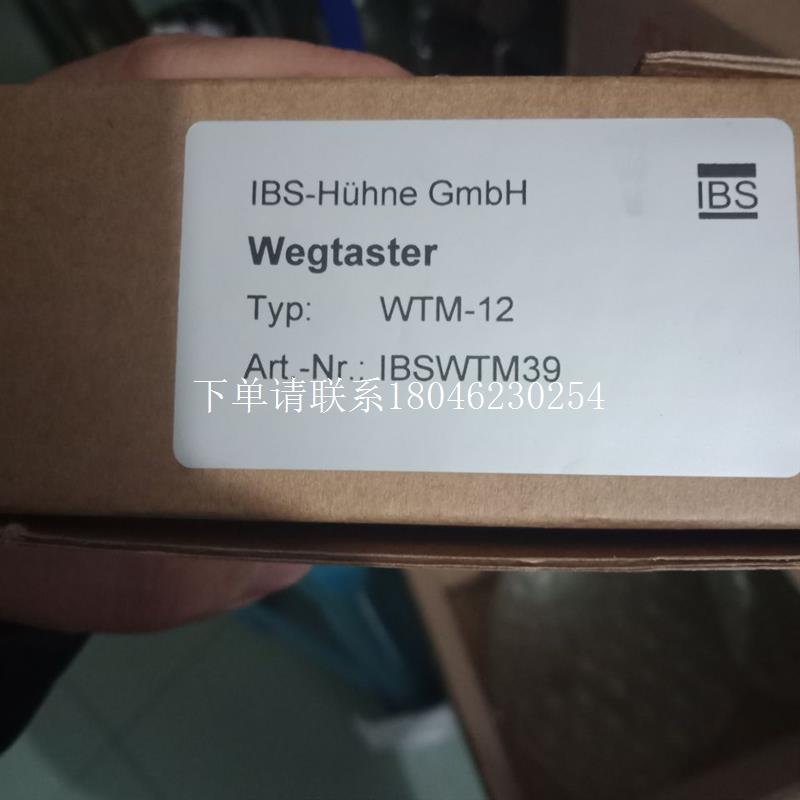 IBS-Hühne GmbH
IBS
Wegtaster
Typ: WTM-12
Art.-Nr.: IBSWTM39
下单请联系18046230254